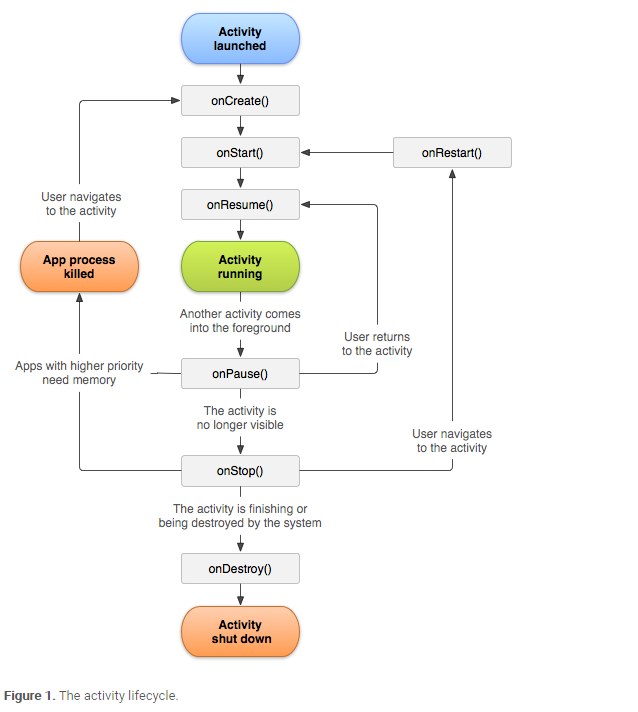 Activity
launched
onCreate()
onStart()
onRestart()
User navigates
to the activity
onResume()
App process
killed
Activity
running
Another activity comes
into the foreground
User returns
to the activity
Apps with higher priority
need memory
onPause()
The activity is
no longer visible
User navigates
to the activity
onStop()
The activity is finishing or
being destroyed by the system
onDestroy()
Activity
shut down
Figure 1. The activity lifecycle.